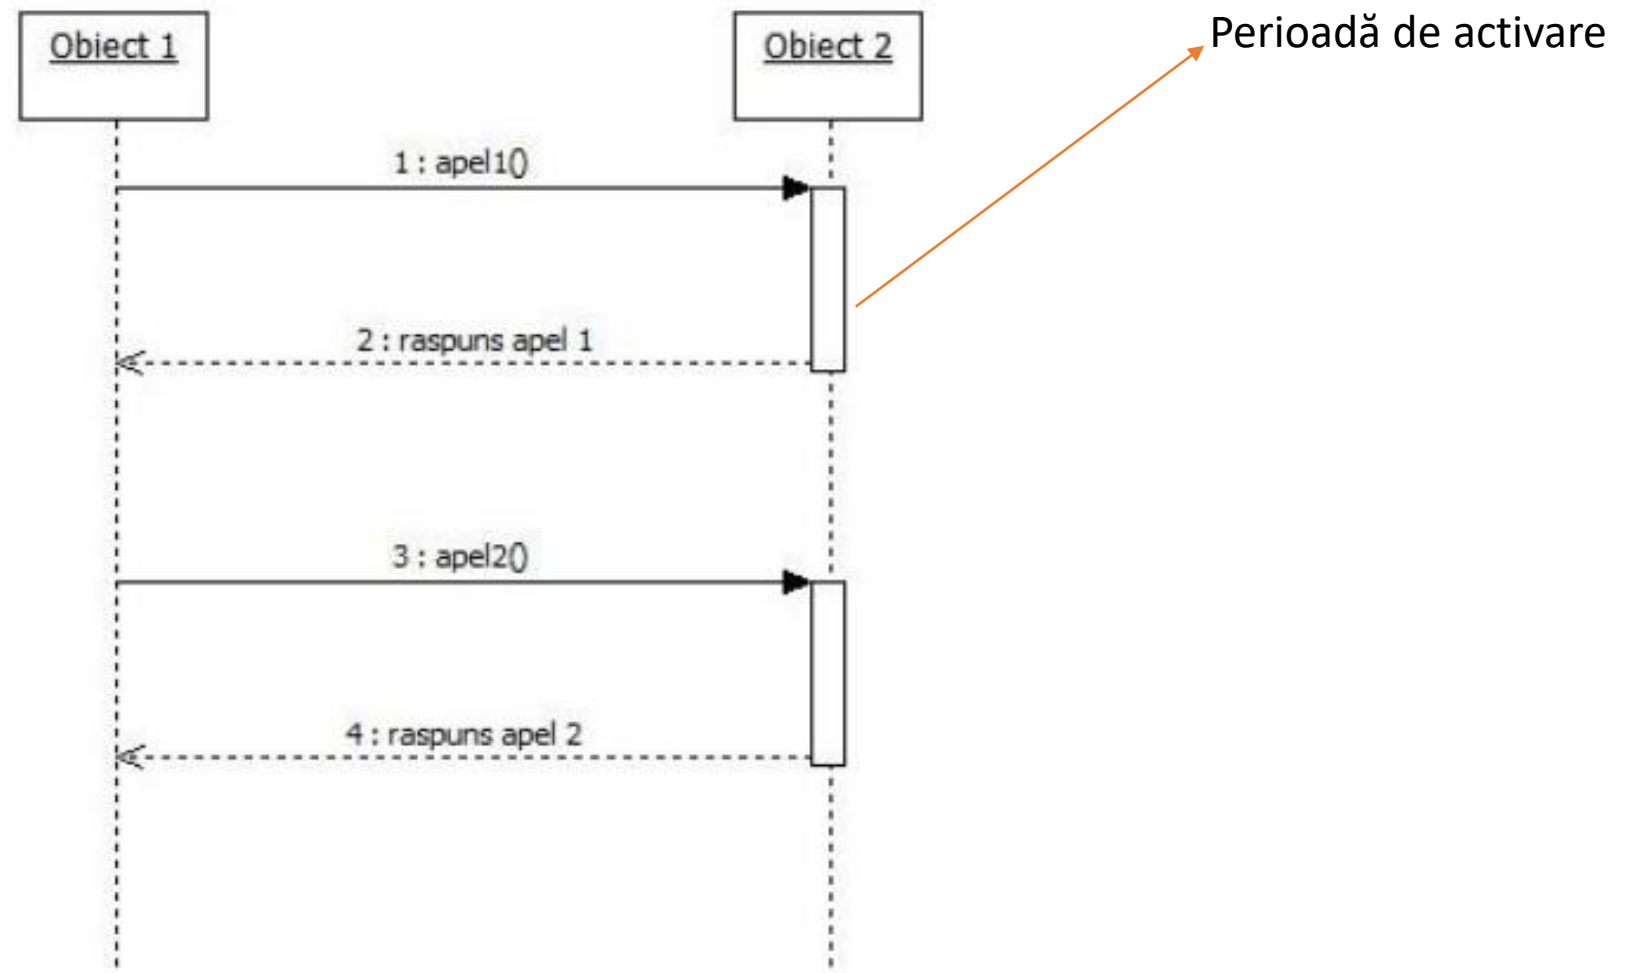 Obiect 1
Obiect 2
Perioadă de activare
1 : apel1()
2 : raspuns apel 1
3 : apel2()
4 : raspuns apel 2